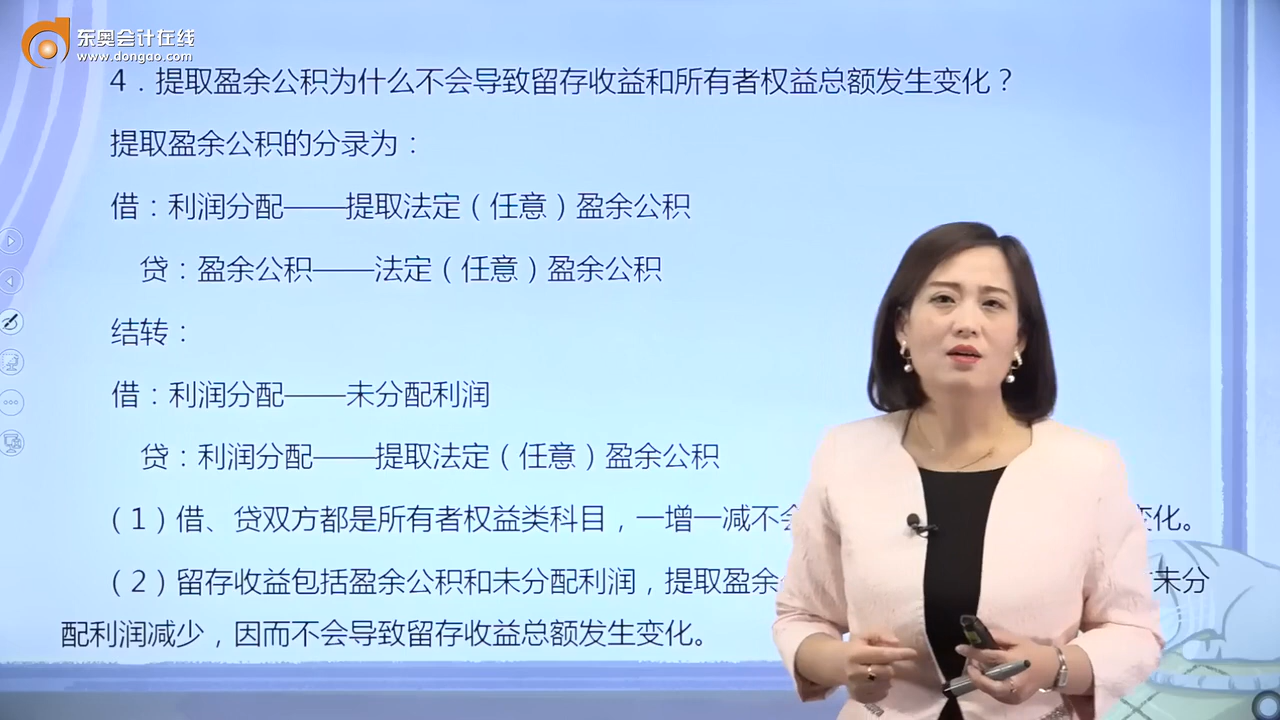 东奥会计在线
www.dongao.com
4．提取盈余公积为什么不会导致留存收益和所有者权益总额发生变化？
提取盈余公积的分录为：
借：利润分配——提取法定（任意）盈余公积
贷：盈余公积——法定（任意）盈余公积
结转：
借：利润分配——未分配利润
贷：利润分配——提取法定（任意）盈余公积
（1）借、贷双方都是所有者权益类科目，一增一减不会 变化。
（2）留存收益包括盈余公积和未分配利润，提取盈余 未分
配利润减少，因而不会导致留存收益总额发生变化。